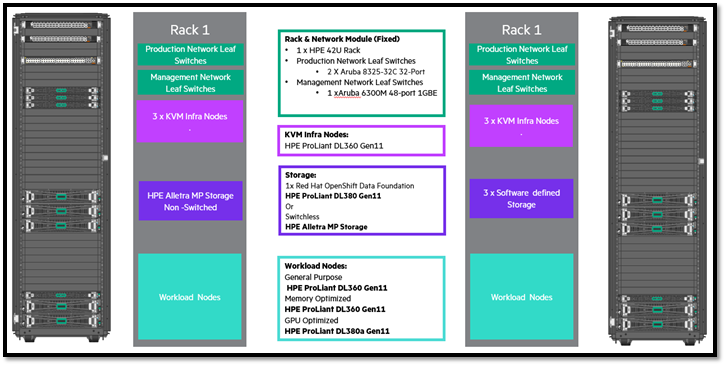 Rack 1
Production Network Leaf
Switches
Management Network
Leaf Switches
3 x KVM Infra Nodes
.
HPE Alletra MP Storage
Non -Switched
Workload Nodes
Rack & Network Module (Fixed)
• 1 x HPE 42U Rack
• Production Network Leaf Switches
• 2 X Aruba 8325-32C 32-Port
• Management Network Leaf Switches
• 1 xAruba 6300M 48-port 1GBE
KVM Infra Nodes:
HPE ProLiant DL360 Gen11
Storage:
1x Red Hat OpenShift Data Foundation
HPE ProLiant DL380 Gen11
Or
Switchless
HPE Alletra MP Storage
Workload Nodes:
General Purpose
HPE ProLiant DL360 Gen11
Memory Optimized
HPE ProLiant DL360 Gen11
GPU Optimized
HPE ProLiant DL380a Gen11
Rack 1
Production Network Leaf
Switches
Management Network
Leaf Switches
3 x KVM Infra Nodes
.
3 x Software defined
Storage
Workload Nodes